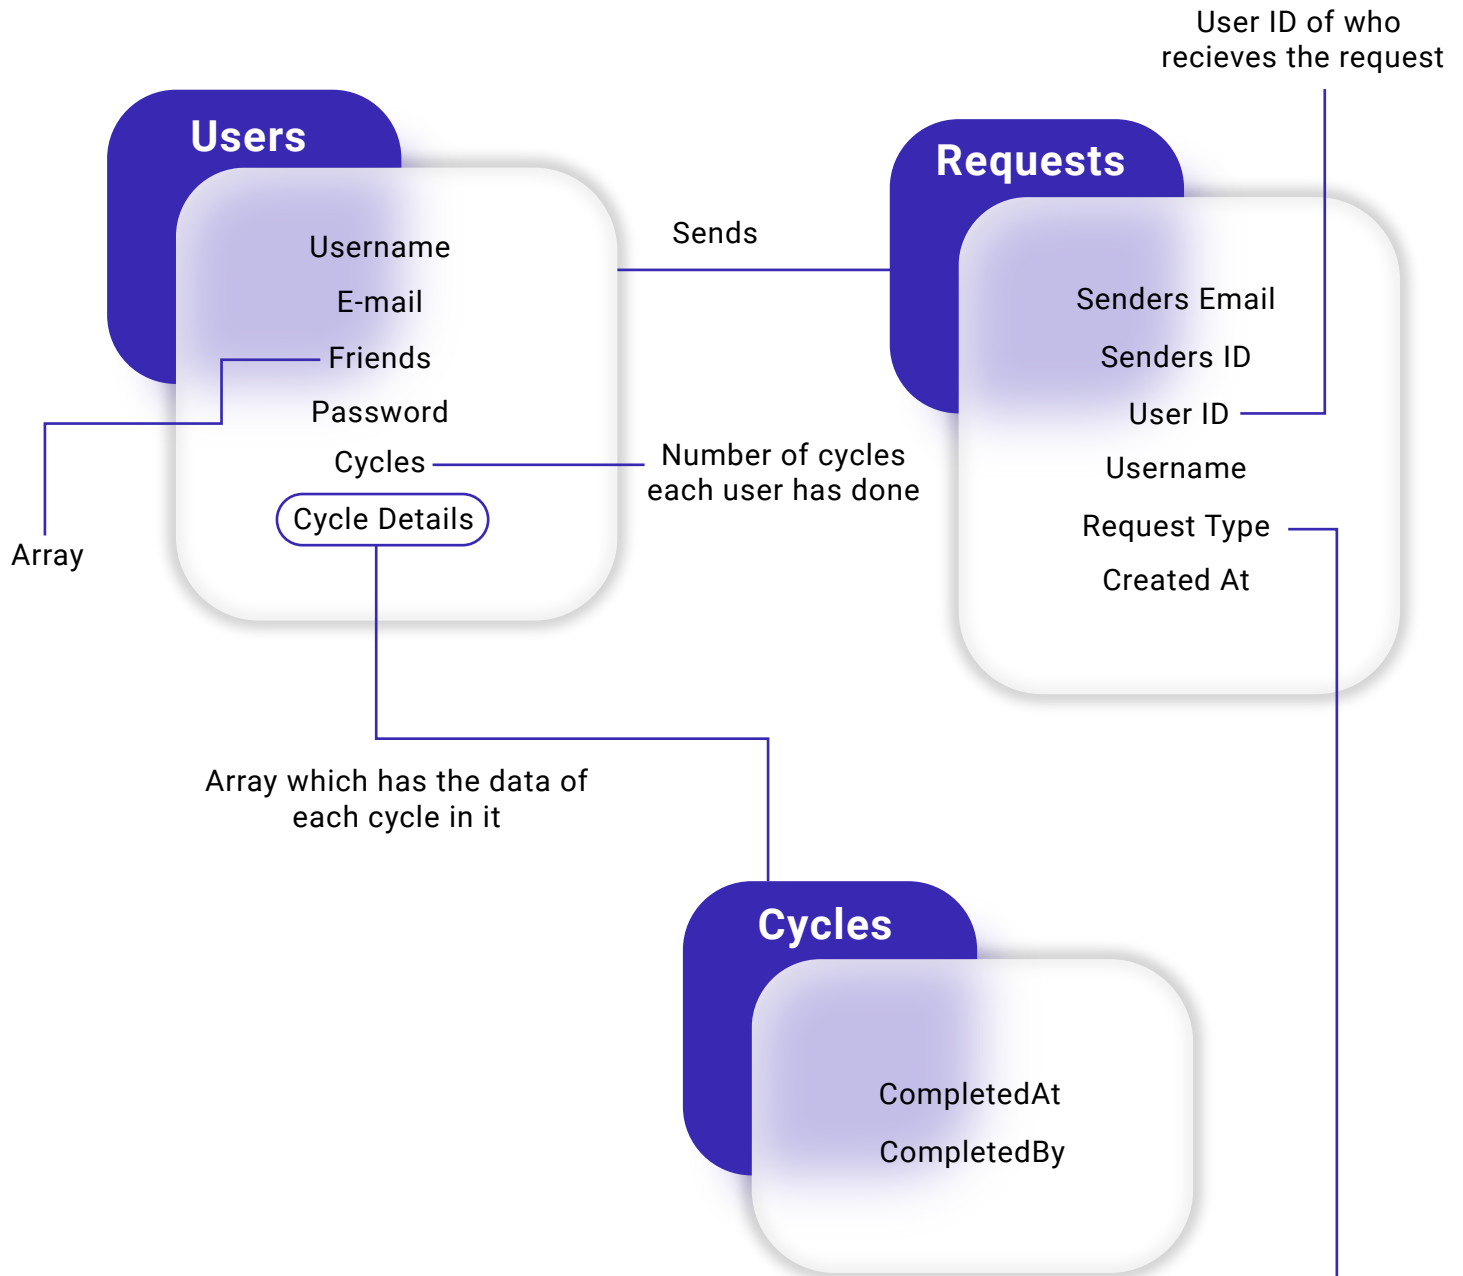 User ID of who
recieves the request
Users
Requests
Username
E-mail
Friends
Password
Cycles
Cycle Details
Array
Sends
Number of cycles
each user has done
Senders Email
Senders ID
User ID
Username
Request Type
Created At
Array which has the data of
each cycle in it
Cycles
CompletedAt
CompletedBy